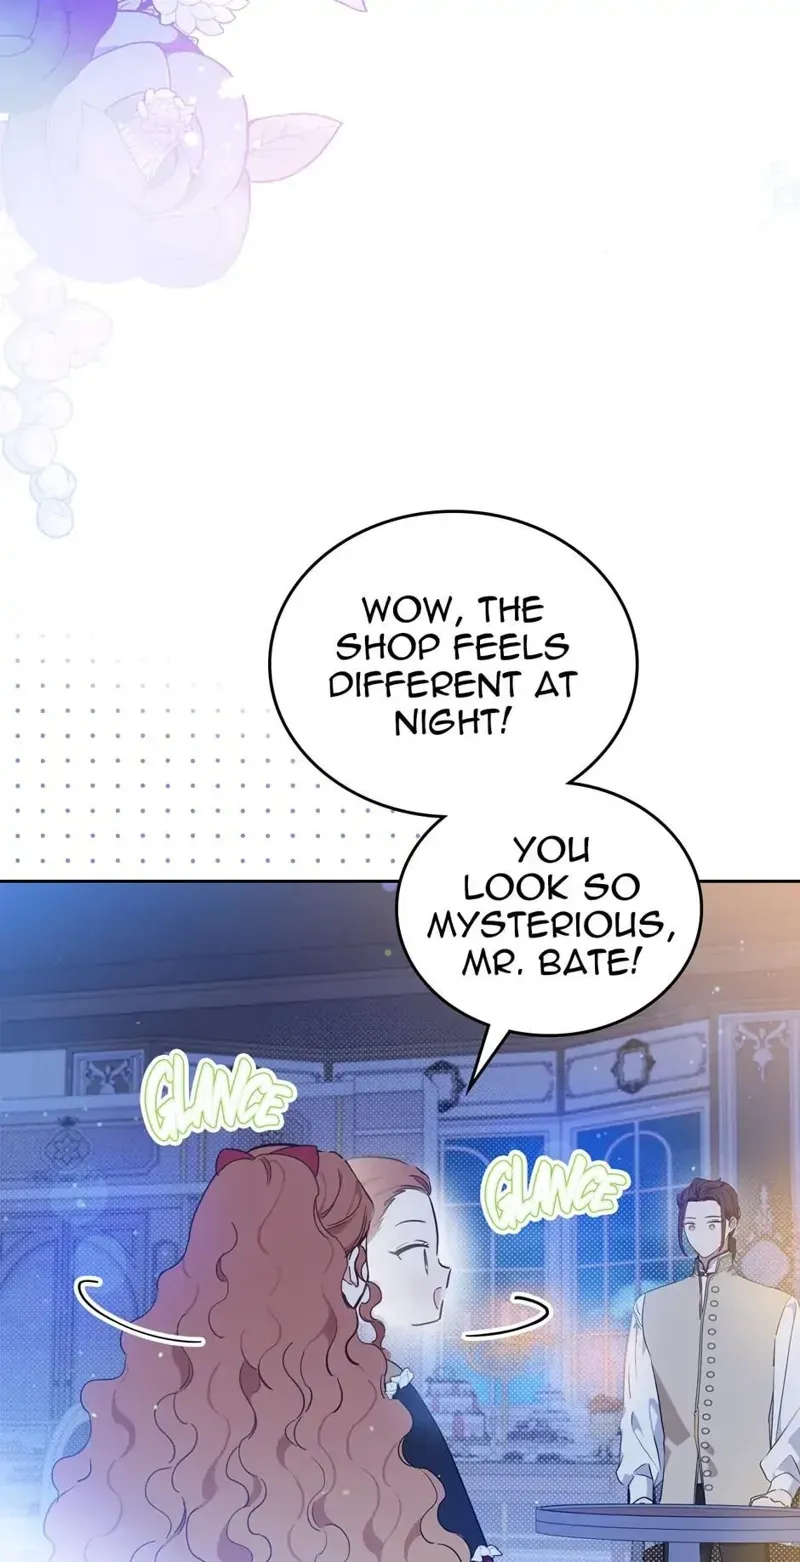 WOW, THE
SHOP FEELS
DIFFERENT AT
NIGHT!
YOU
LOOK SO
MYSTERIOUS,
MR. BATE!
GLANCE
GLANCE